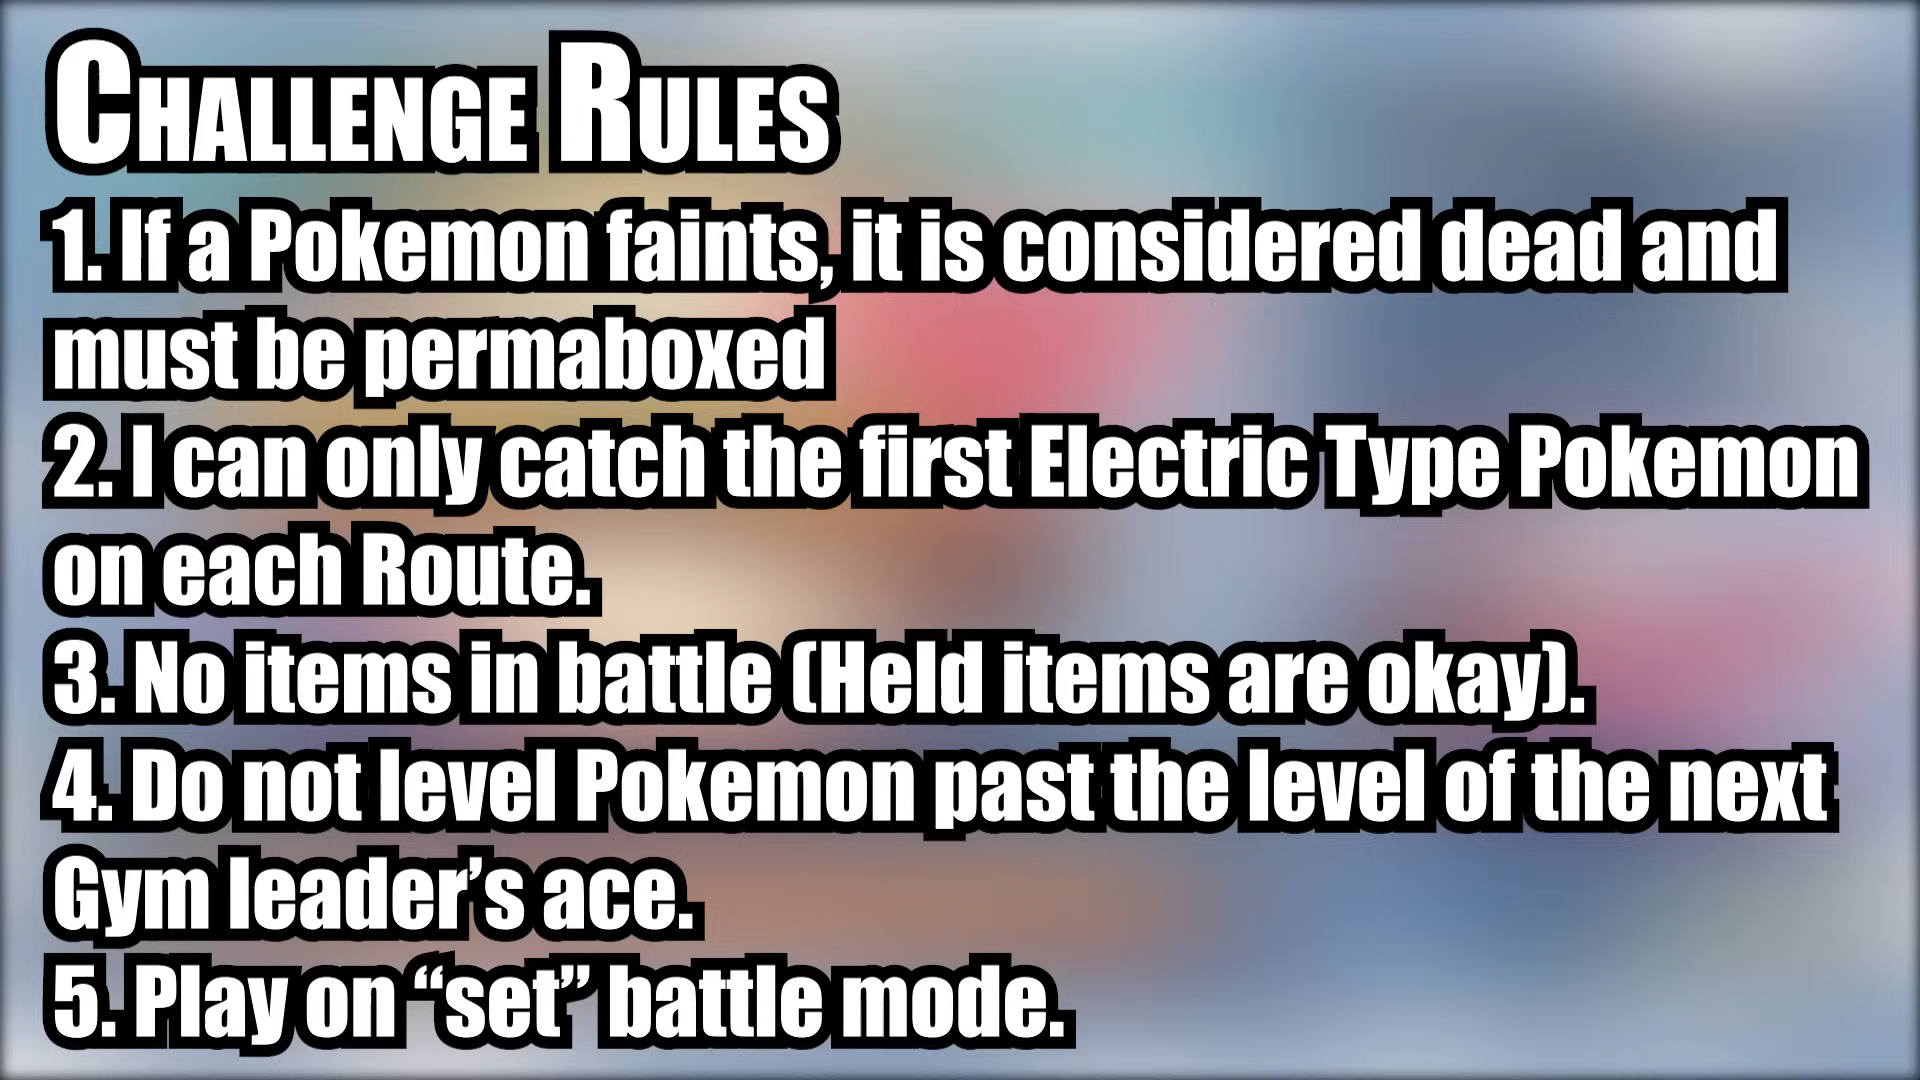 Challenge Rules
1. If a Pokemon faints, it is considered dead and
must be permaboxed
2. I can only catch the first Electric Type Pokemon
on each Route.
3. No items in battle (Held items are okay).
4. Do not level Pokemon past the level of the next
Gym leader’s ace.
5. Play on “set” battle mode.